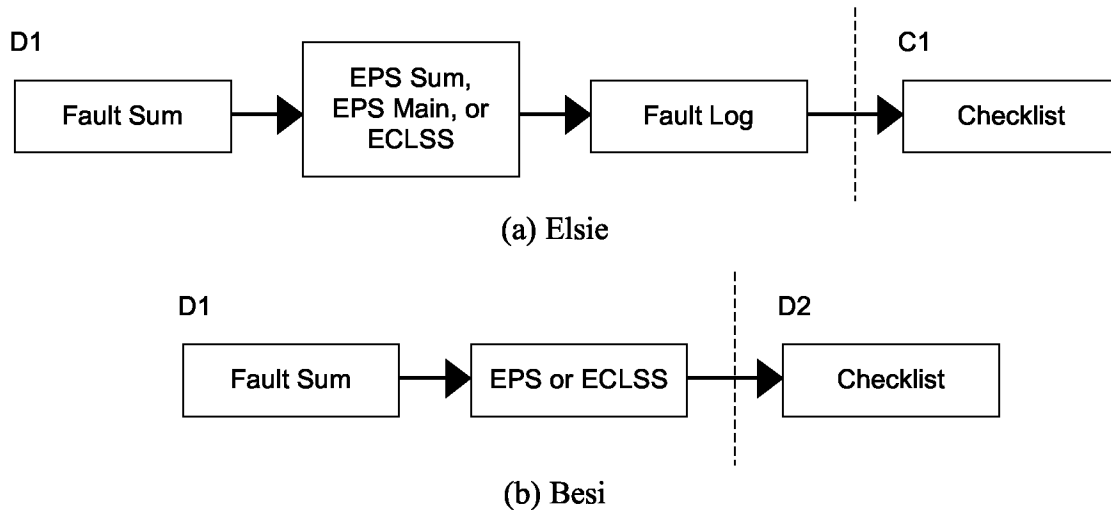 D1
C1
Fault Sum
EPS Sum,
EPS Main, or
ECLSS
Fault Log
Checklist
(a) Elsie
D1
D2
Fault Sum
EPS or ECLSS
Checklist
(b) Besi